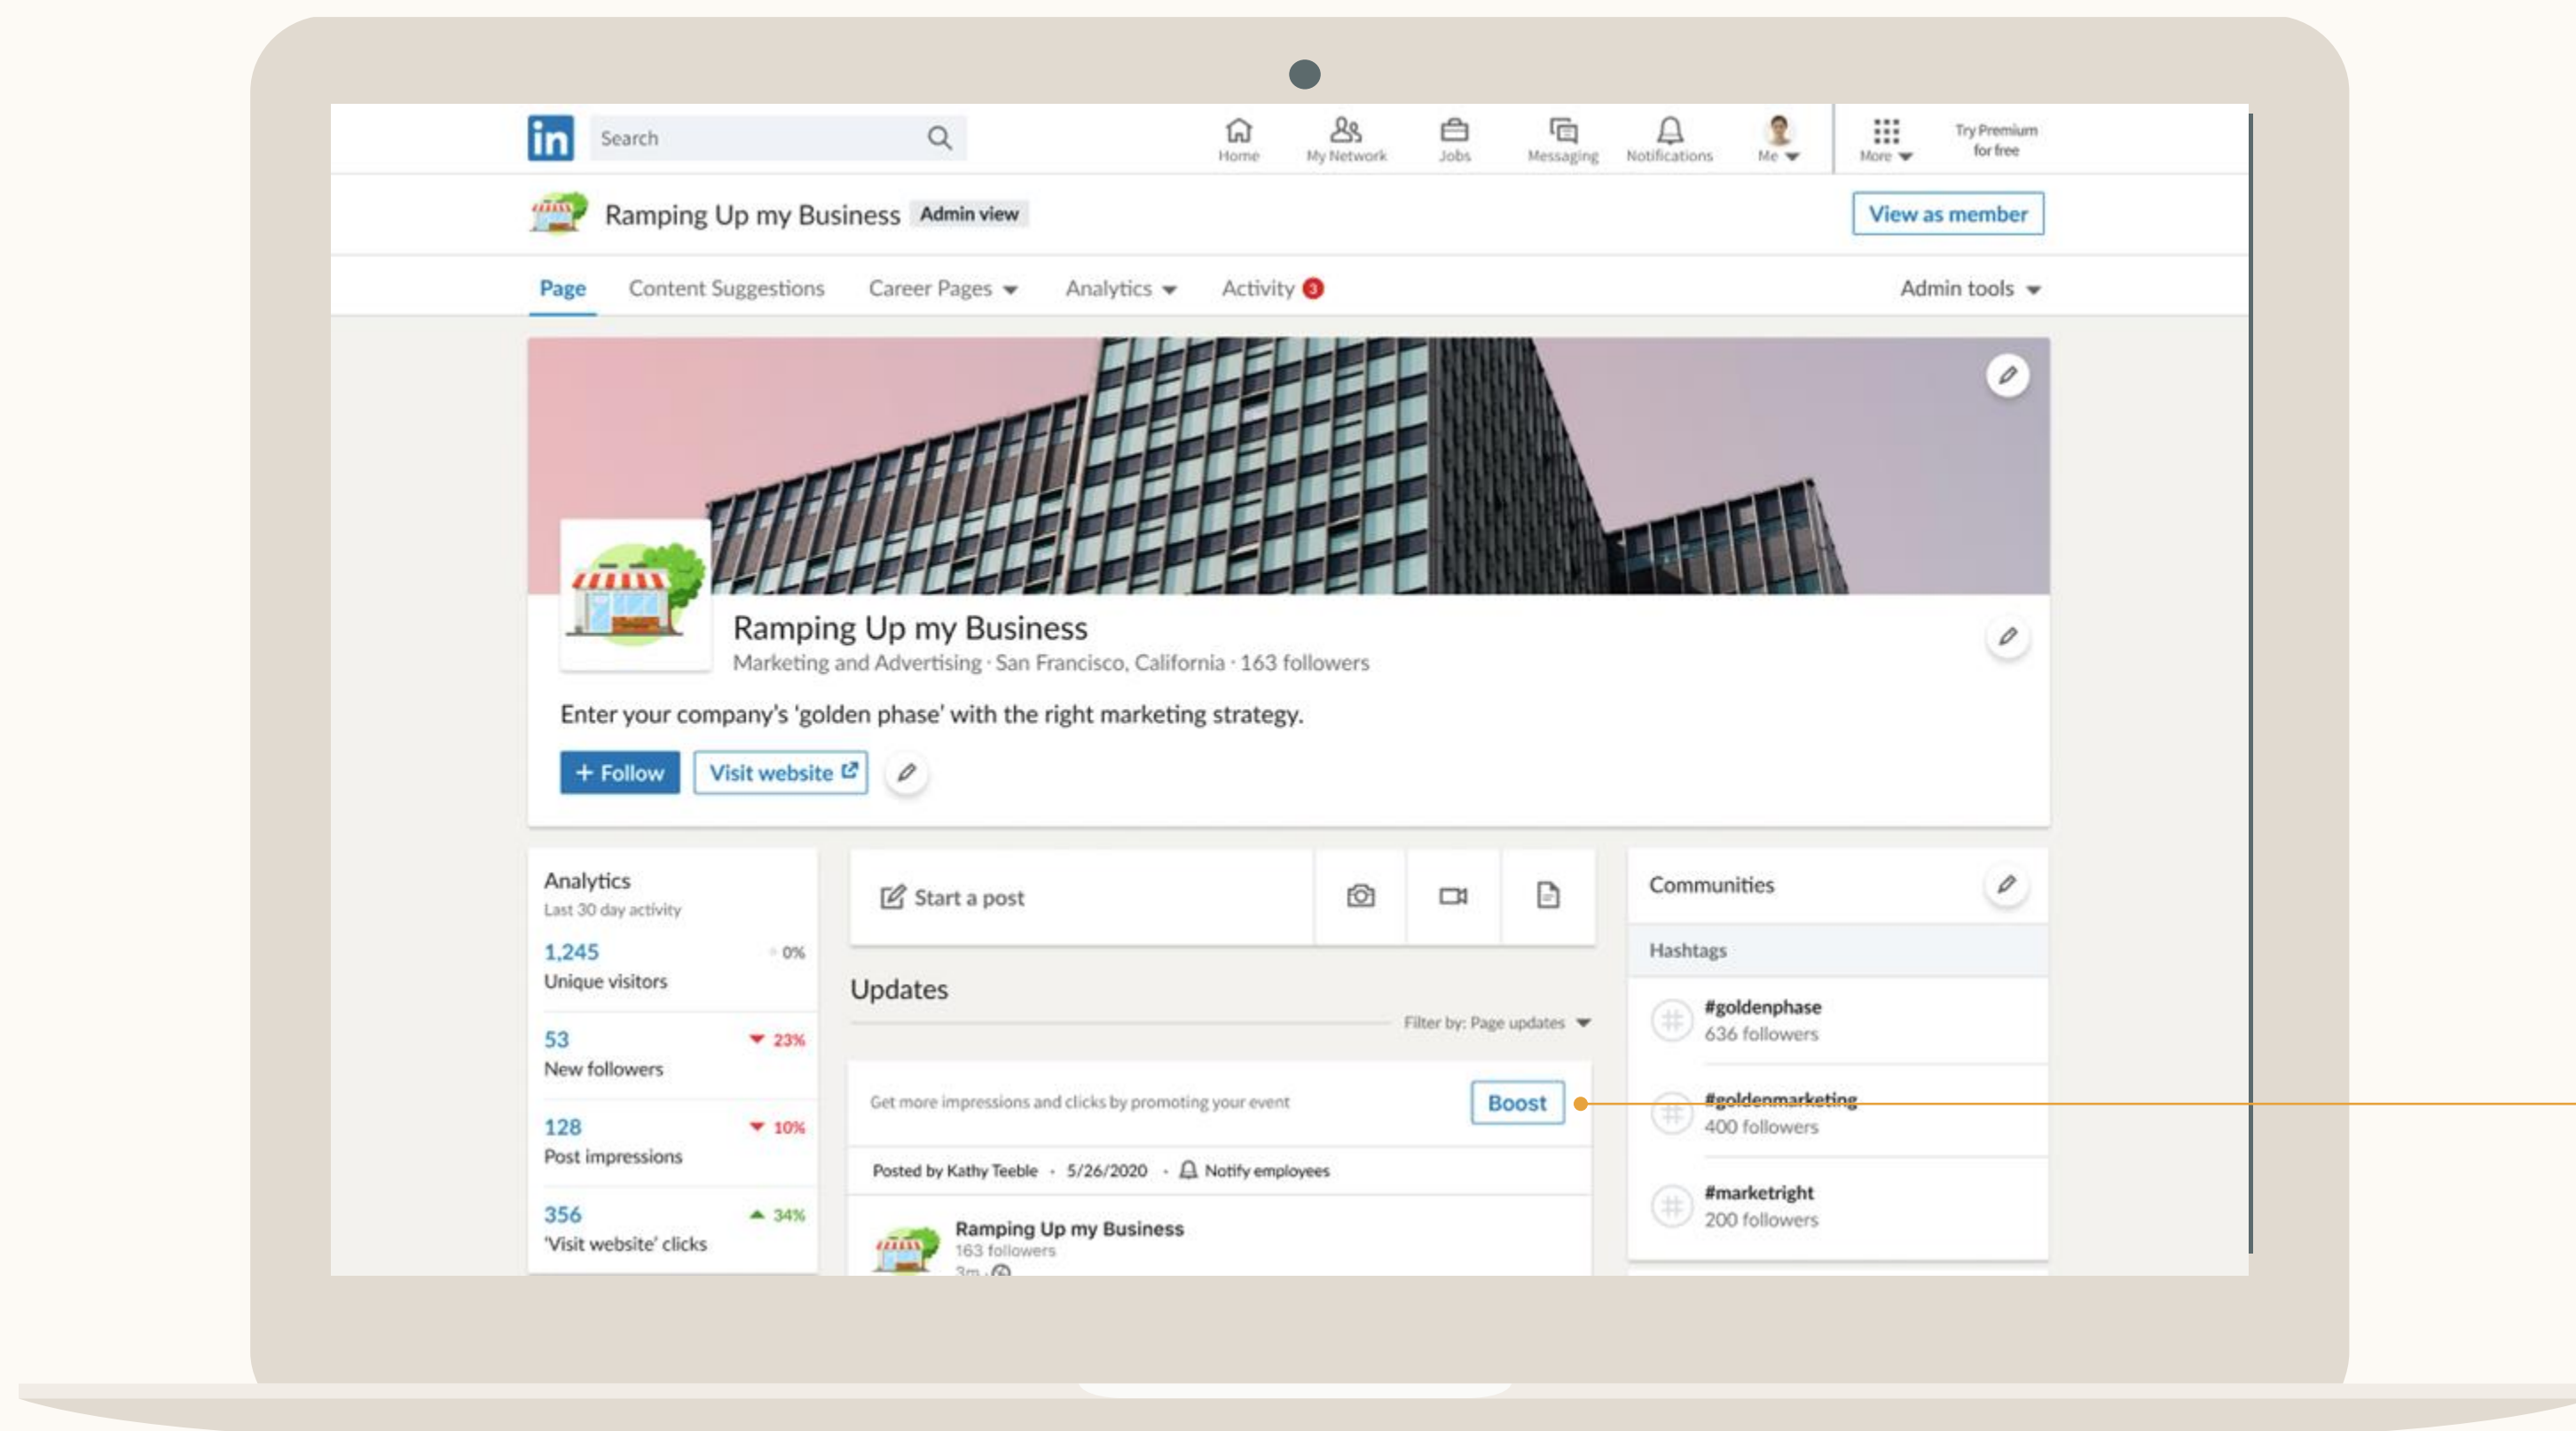 in
Search
Home
My Network
Jobs
Messaging
Notifications
Me
More
Try Premium
for free
Ramping Up my Business
Admin view
View as member
Page
Content Suggestions
Career Pages
Analytics
Activity 3
Admin tools
Ramping Up my Business
Marketing and Advertising · San Francisco, California · 163 followers
Enter your company's 'golden phase' with the right marketing strategy.
+ Follow
Visit website
Analytics
Last 30 day activity
1,245 0%
Unique visitors
53 23%
New followers
128 10%
Post impressions
356 34%
'Visit website' clicks
Start a post
Updates
Filter by: Page updates
Get more impressions and clicks by promoting your event
Boost
Posted by Kathy Teeble · 5/26/2020 · Notify employees
Ramping Up my Business
163 followers
3m ·
Communities
Hashtags
#goldenphase
636 followers
#goldenmarketing
400 followers
#marketright
200 followers